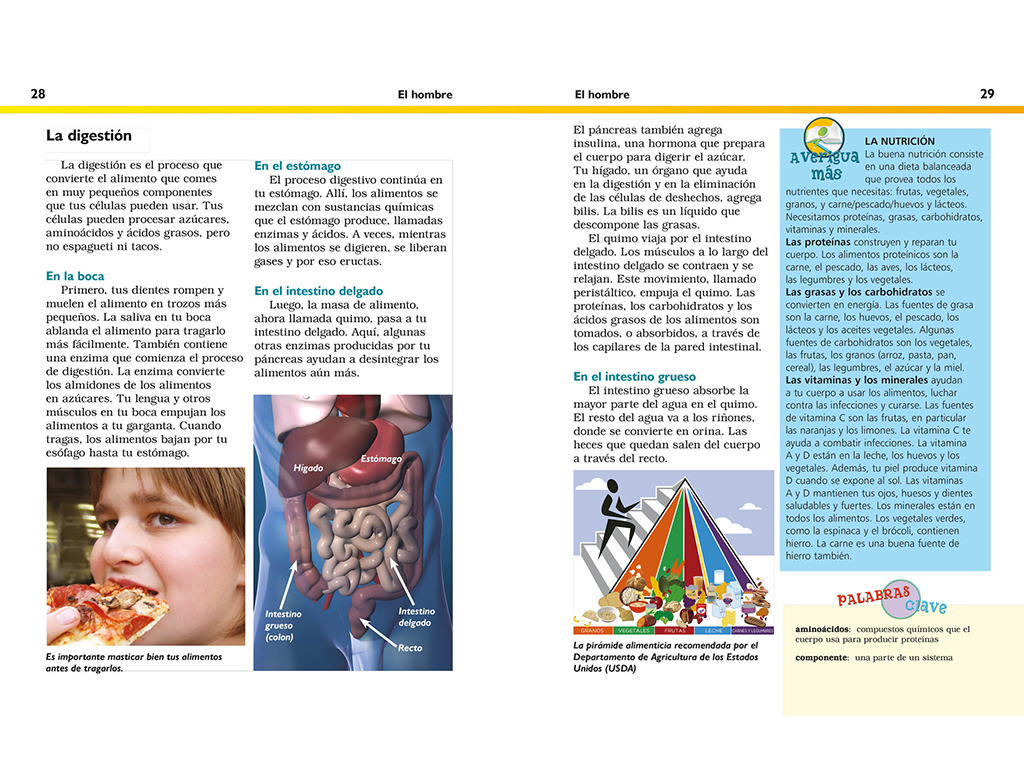 28
El hombre
La digestión
La digestión es el proceso que
convierte el alimento que comes
en muy pequeños componentes
que tus células pueden usar. Tus
células pueden procesar azúcares,
aminoácidos y ácidos grasos, pero
no espagueti ni tacos.
En la boca
Primero, tus dientes rompen y
muelen el alimento en trozos más
pequeños. La saliva en tu boca
ablanda el alimento para tragarlo
más fácilmente. También contiene
una enzima que comienza el proceso
de digestión. La enzima convierte
los almidones de los alimentos
en azúcares. Tu lengua y otros
músculos en tu boca empujan los
alimentos a tu garganta. Cuando
tragas, los alimentos bajan por tu
esófago hasta tu estómago.
Es importante masticar bien tus alimentos
antes de tragarlos.
En el estómago
El proceso digestivo continúa en
tu estómago. Allí, los alimentos se
mezclan con sustancias químicas
que el estómago produce, llamadas
enzimas y ácidos. A veces, mientras
los alimentos se digieren, se liberan
gases y por eso eructas.
En el intestino delgado
Luego, la masa de alimento,
ahora llamada quimo, pasa a tu
intestino delgado. Aquí, algunas
otras enzimas producidas por tu
páncreas ayudan a desintegrar los
alimentos aún más.
Hígado
Estómago
Intestino
grueso
(colon)
Intestino
delgado
Recto
El hombre
29
El páncreas también agrega
insulina, una hormona que prepara
el cuerpo para digerir el azúcar.
Tu hígado, un órgano que ayuda
en la digestión y en la eliminación
de las células de deshechos, agrega
bilis. La bilis es un líquido que
descompone las grasas.
El quimo viaja por el intestino
delgado. Los músculos a lo largo del
intestino delgado se contraen y se
relajan. Este movimiento, llamado
peristáltico, empuja el quimo. Las
proteínas, los carbohidratos y los
ácidos grasos de los alimentos son
tomados, o absorbidos, a través de
los capilares de la pared intestinal.
En el intestino grueso
El intestino grueso absorbe la
mayor parte del agua en el quimo.
El resto del agua va a los riñones,
donde se convierte en orina. Las
heces que quedan salen del cuerpo
a través del recto.
GRANOS
VEGETALES
FRUTAS
LECHE
CARNES Y LEGUMBRES
La pirámide alimenticia recomendada por el
Departamento de Agricultura de los Estados
Unidos (USDA)
Averigua
más
LA NUTRICIÓN
La buena nutrición consiste
en una dieta balanceada
que provea todos los
nutrientes que necesitas: frutas, vegetales,
granos, y carne/pescado/huevos y lácteos.
Necesitamos proteínas, grasas, carbohidratos,
vitaminas y minerales.
Las proteínas construyen y reparan tu
cuerpo. Los alimentos proteínicos son la
carne, el pescado, las aves, los lácteos,
las legumbres y los vegetales.
Las grasas y los carbohidratos se
convierten en energía. Las fuentes de grasa
son la carne, los huevos, el pescado, los
lácteos y los aceites vegetales. Algunas
fuentes de carbohidratos son los vegetales,
las frutas, los granos (arroz, pasta, pan,
cereal), las legumbres, el azúcar y la miel.
Las vitaminas y los minerales ayudan
a tu cuerpo a usar los alimentos, luchar
contra las infecciones y curarse. Las fuentes
de vitamina C son las frutas, en particular
las naranjas y los limones. La vitamina C te
ayuda a combatir infecciones. La vitamina
A y D están en la leche, los huevos y los
vegetales. Además, tu piel produce vitamina
D cuando se expone al sol. Las vitaminas
A y D mantienen tus ojos, huesos y dientes
saludables y fuertes. Los minerales están en
todos los alimentos. Los vegetales verdes,
como la espinaca y el brócoli, contienen
hierro. La carne es una buena fuente de
hierro también.
PALABRAS
clave
aminoácidos: compuestos químicos que el
cuerpo usa para producir proteínas
componente: una parte de un sistema